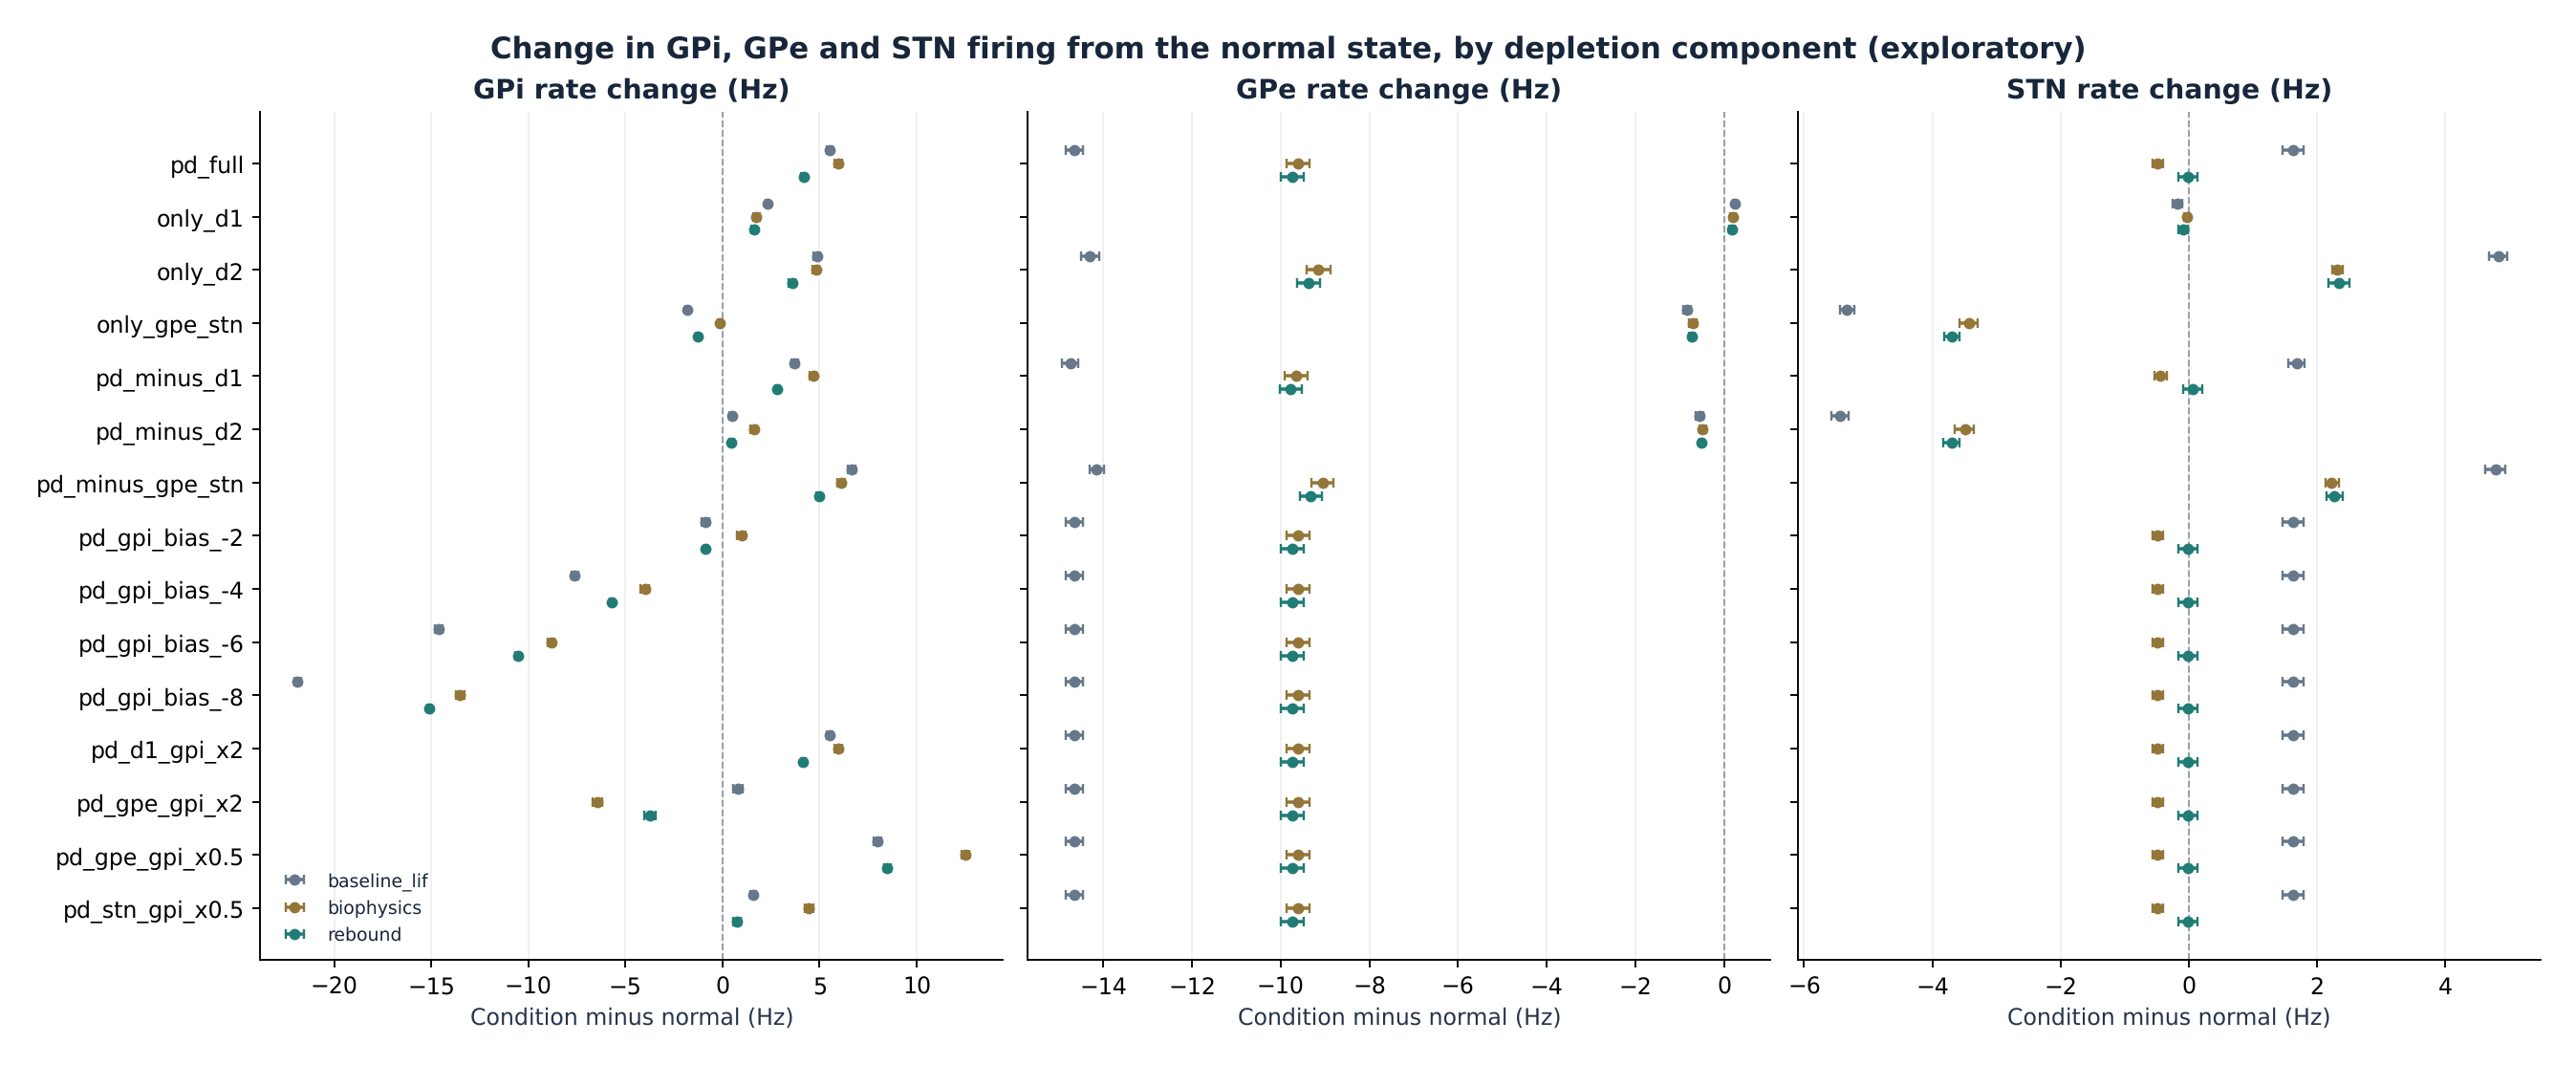 Change in GPi, GPe and STN firing from the normal state, by depletion component (exploratory)
GPi rate change (Hz)
GPe rate change (Hz)
STN rate change (Hz)
pd_full
only_d1
only_d2
only_gpe_stn
pd_minus_d1
pd_minus_d2
pd_minus_gpe_stn
pd_gpi_bias_-2
pd_gpi_bias_-4
pd_gpi_bias_-6
pd_gpi_bias_-8
pd_d1_gpi_x2
pd_gpe_gpi_x2
pd_gpe_gpi_x0.5
pd_stn_gpi_x0.5
baseline_lif
biophysics
rebound
−20 −15 −10 −5 0 5 10
−14 −12 −10 −8 −6 −4 −2 0
−6 −4 −2 0 2 4
Condition minus normal (Hz)
Condition minus normal (Hz)
Condition minus normal (Hz)